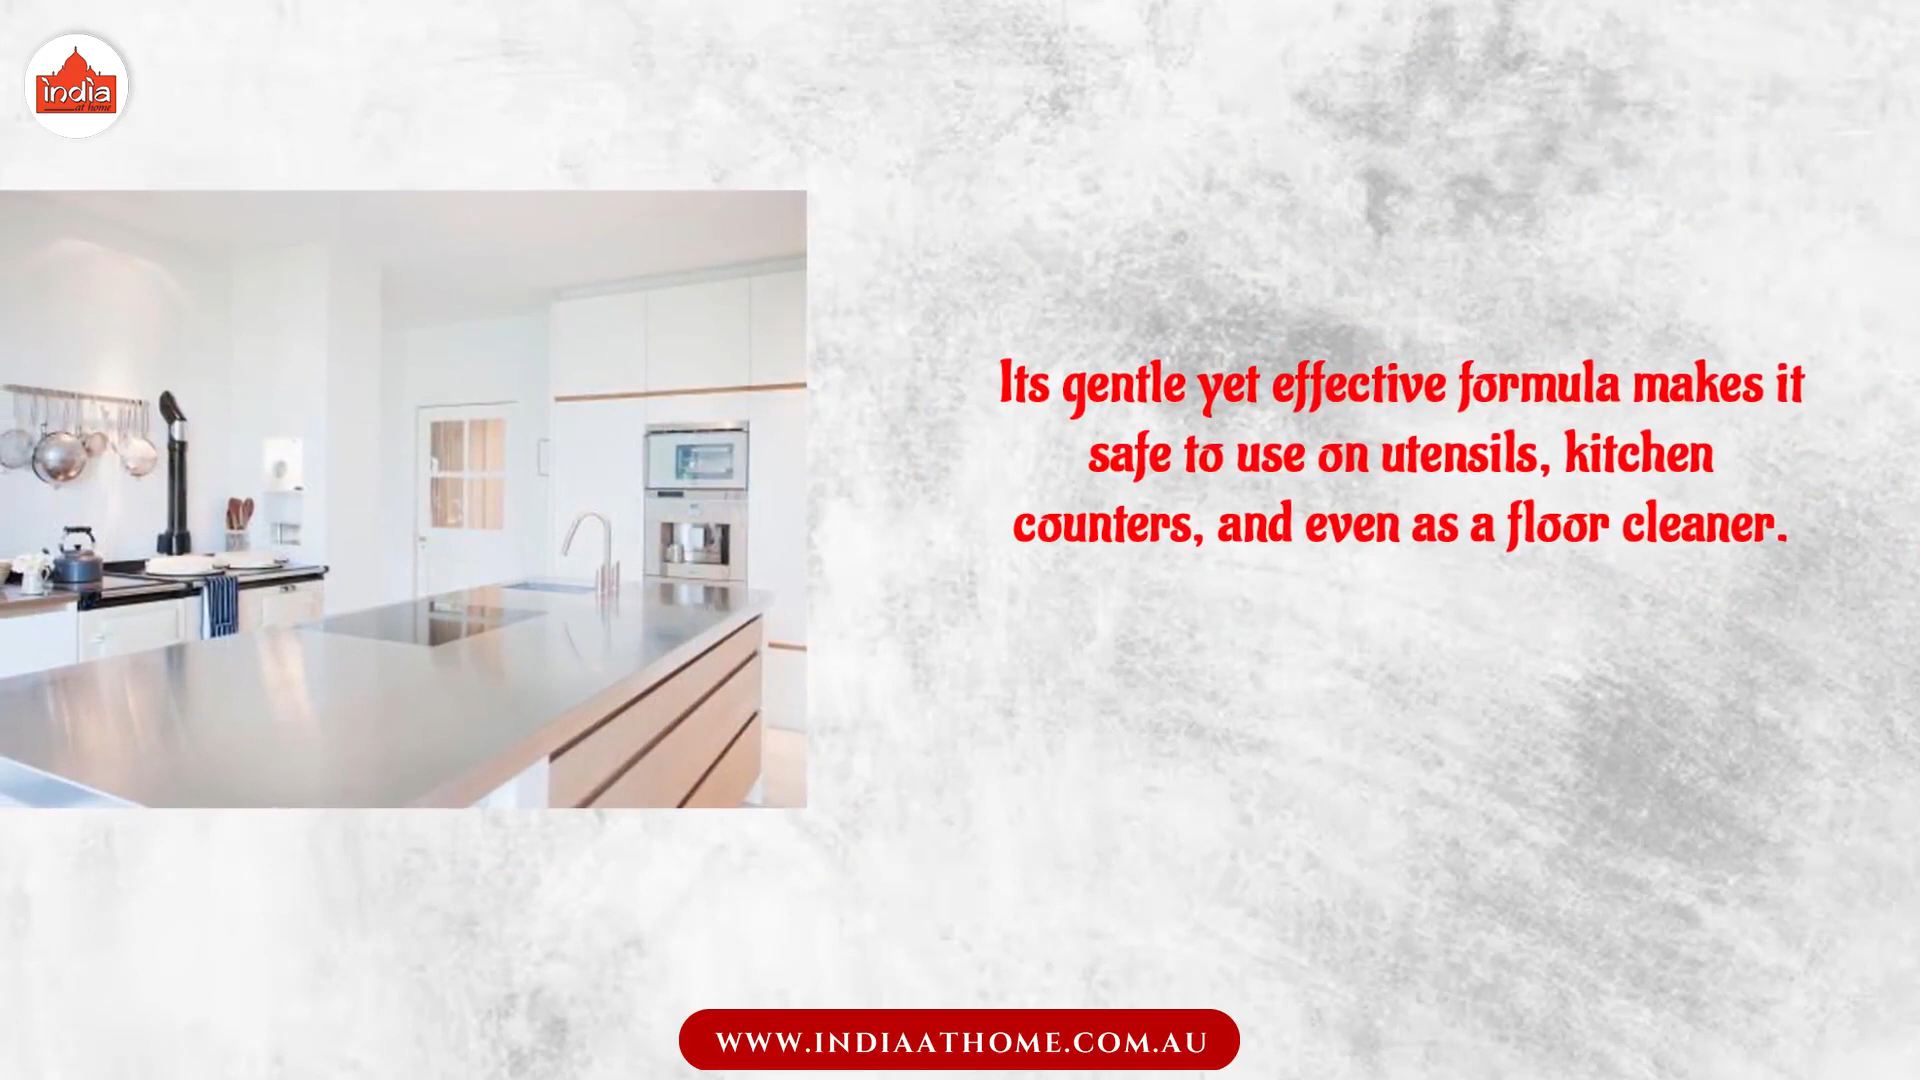 india
at home
Its gentle yet effective formula makes it
safe to use on utensils, kitchen
counters, and even as a floor cleaner.
WWW.INDIAATHOME.COM.AU